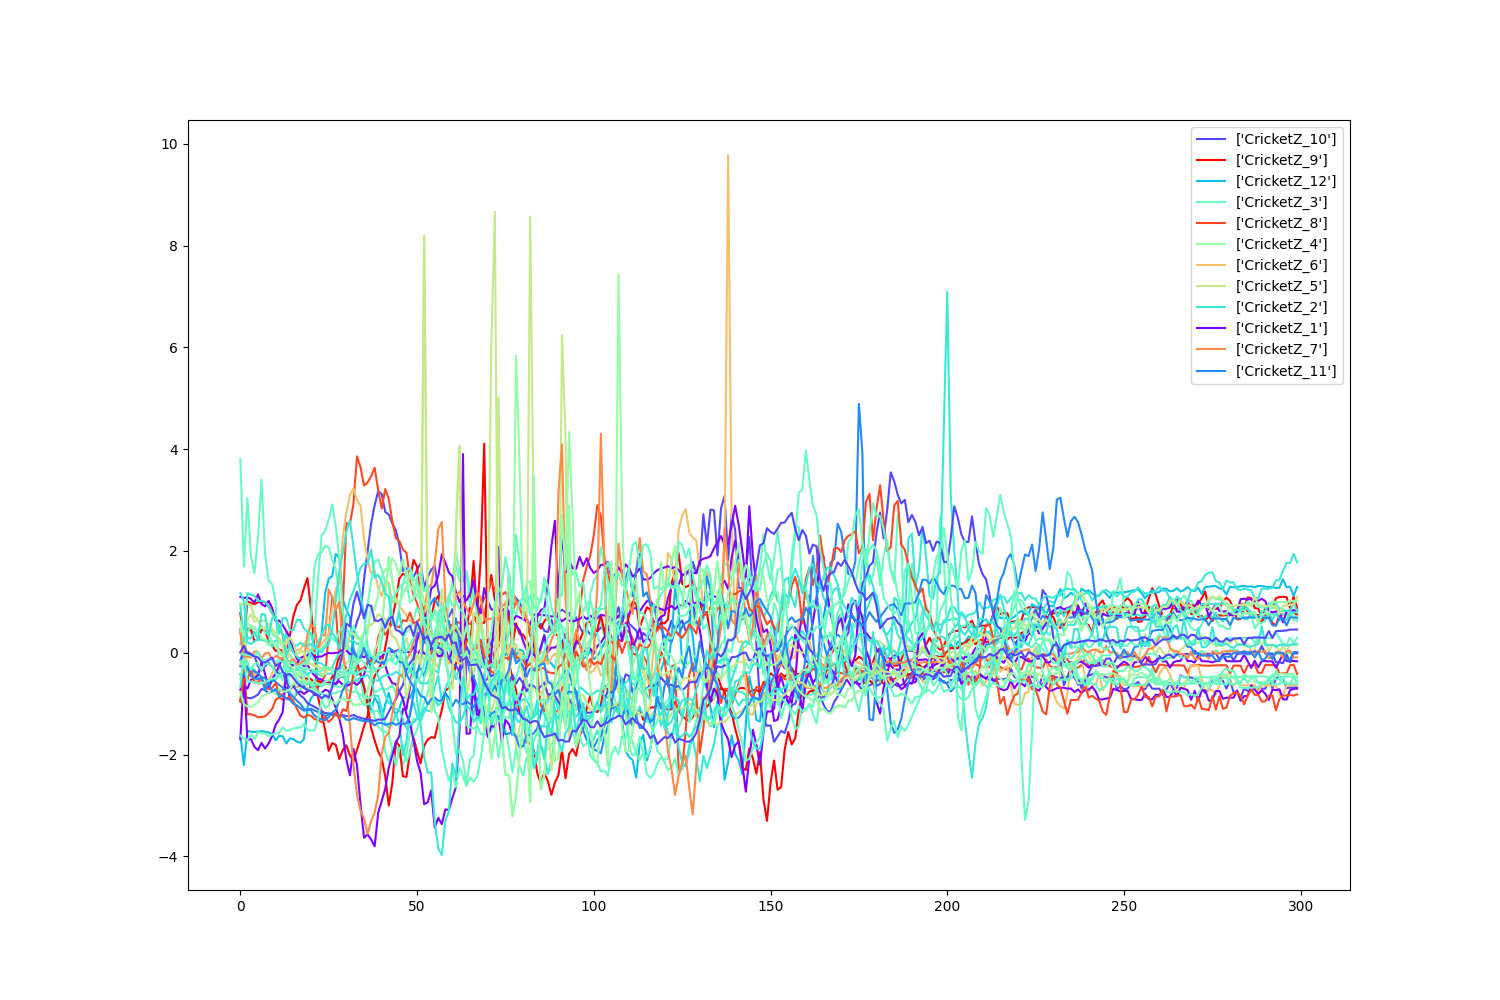 10
8
6
4
2
0
−2
−4
0
50
100
150
200
250
300
['CricketZ_10']
['CricketZ_9']
['CricketZ_12']
['CricketZ_3']
['CricketZ_8']
['CricketZ_4']
['CricketZ_6']
['CricketZ_5']
['CricketZ_2']
['CricketZ_1']
['CricketZ_7']
['CricketZ_11']